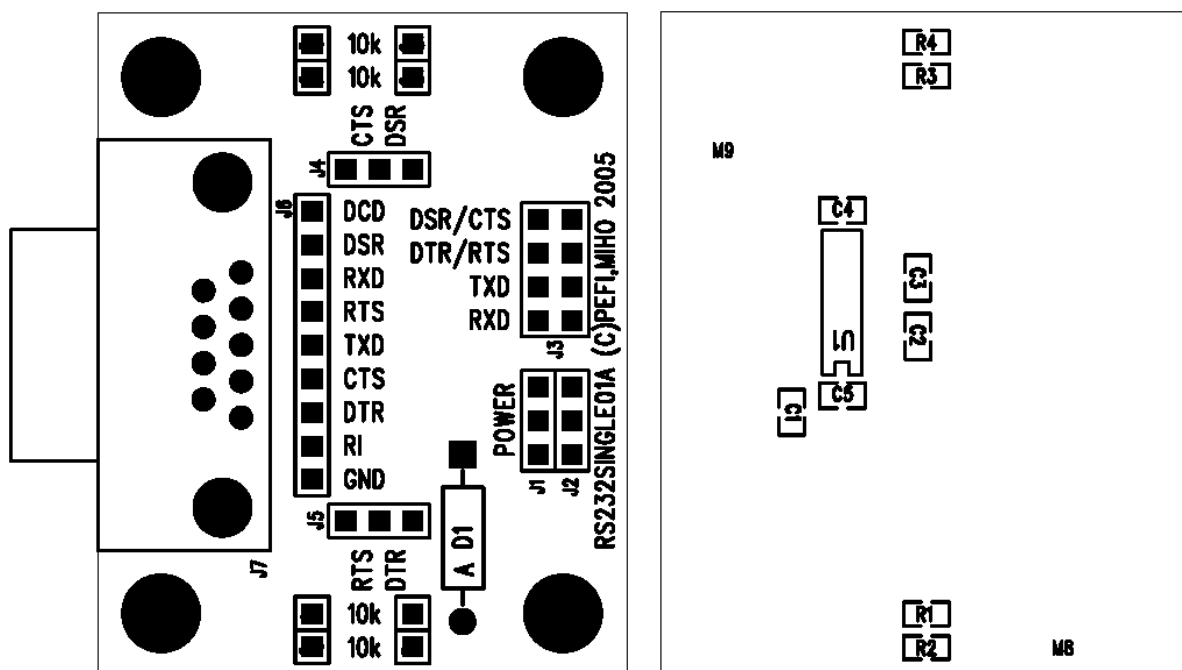 10k
10k
CTS
DSR
J4
J6
DCD
DSR
RXD
RTS
TXD
CTS
DTR
RI
GND
J5
RTS
DTR
J7
10k
10k
DSR/CTS
DTR/RTS
TXD
RXD
J3
POWER
J1
J2
A D1
RS232SINGLE01A (C)PEFI,MIHO 2005
R4
R3
M9
C4
C3
U1
C2
C5
C1
R1
R2